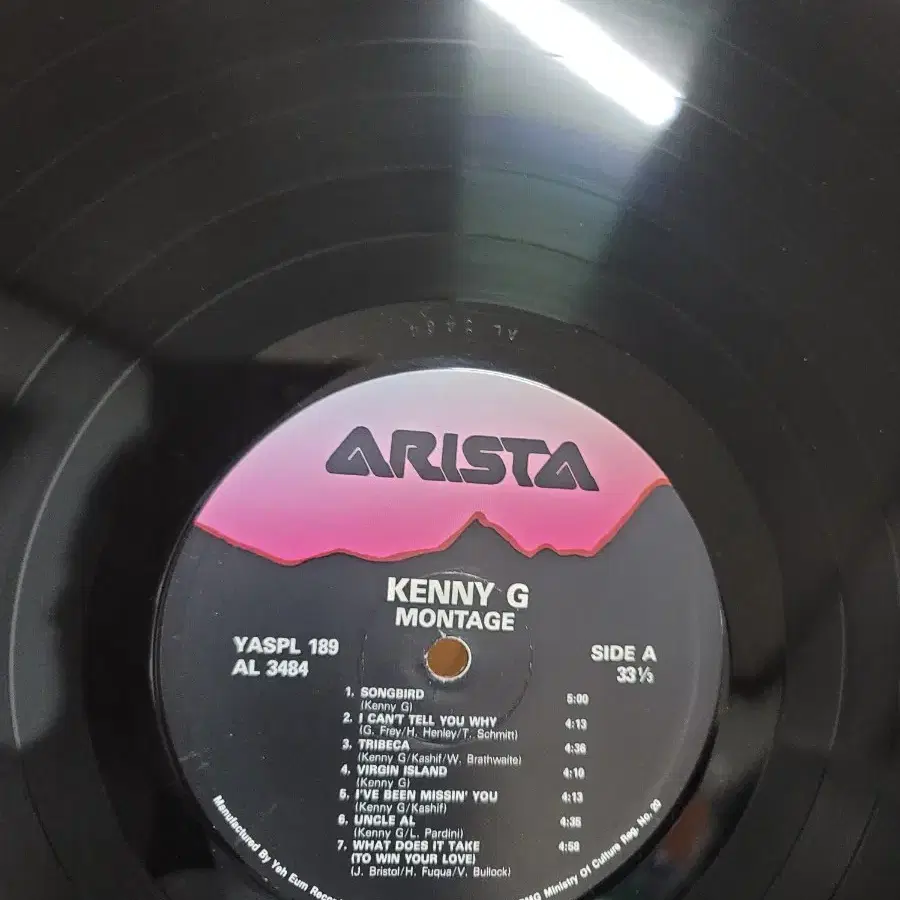 AL 3484
ARISTA
KENNY G
MONTAGE
YASPL 189
AL 3484
SIDE A
33⅓
1. SONGBIRD 5:00
(Kenny G)
2. I CAN'T TELL YOU WHY 4:13
(G. Frey/H. Henley/T. Schmitt)
3. TRIBECA 4:36
(Kenny G/Kashif/W. Brathwaite)
4. VIRGIN ISLAND 4:10
(Kenny G)
5. I'VE BEEN MISSIN' YOU 4:13
(Kenny G/Kashif)
6. UNCLE AL 4:35
(Kenny G/L. Pardini)
7. WHAT DOES IT TAKE 4:58
(TO WIN YOUR LOVE)
(J. Bristol/H. Fuqua/V. Bullock)
Manufactured By Yeh Eum
Ministry Of Culture Reg. No. 20